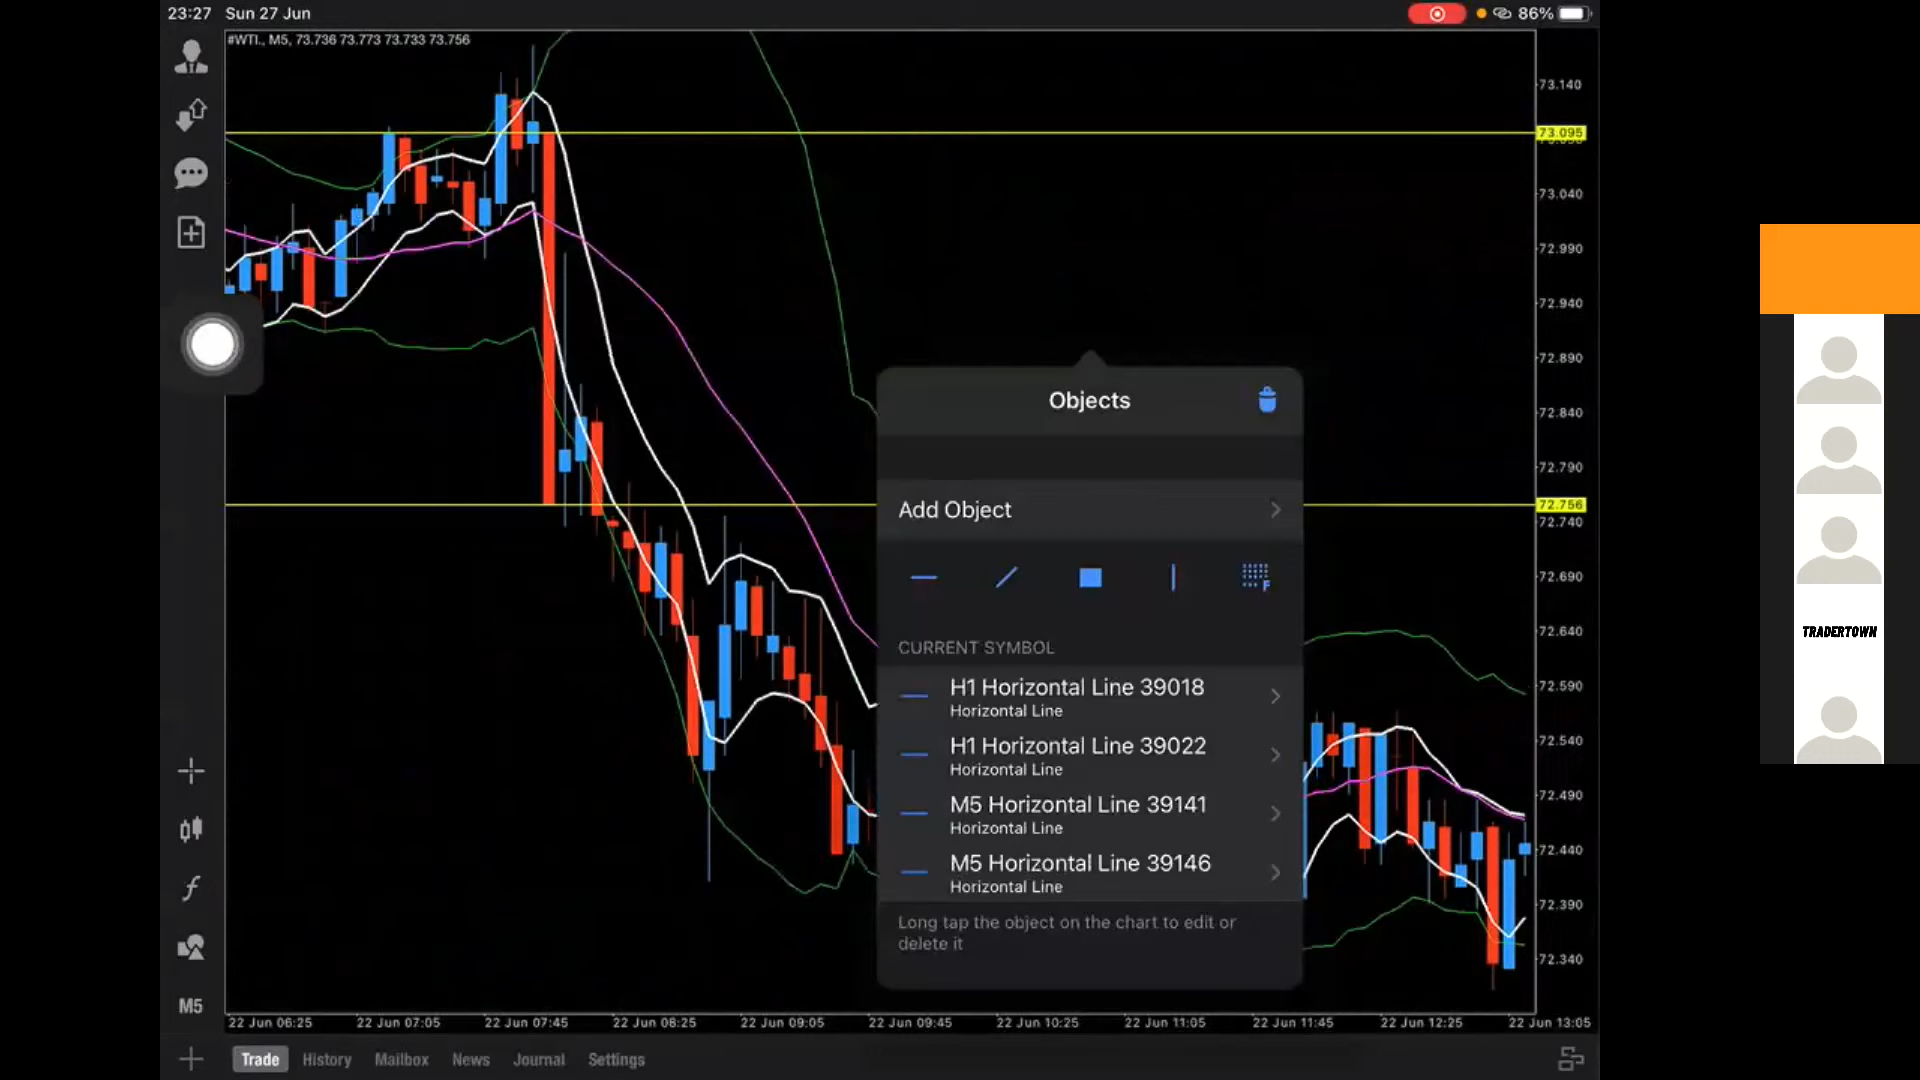 23:27 Sun 27 Jun
86%
#WTI., M5, 73.736 73.773 73.733 73.756
73.140
73.095
73.040
72.990
72.940
72.890
72.840
72.790
72.756
72.740
72.690
72.640
72.590
72.540
72.490
72.440
72.390
72.340
Objects
Add Object
F
CURRENT SYMBOL
H1 Horizontal Line 39018
Horizontal Line
H1 Horizontal Line 39022
Horizontal Line
M5 Horizontal Line 39141
Horizontal Line
M5 Horizontal Line 39146
Horizontal Line
Long tap the object on the chart to edit or
delete it
TRADERTOWN
M5
22 Jun 06:25 22 Jun 07:05 22 Jun 07:45 22 Jun 08:25 22 Jun 09:05 22 Jun 09:45 22 Jun 10:25 22 Jun 11:05 22 Jun 11:45 22 Jun 12:25 22 Jun 13:05
Trade History Mailbox News Journal Settings